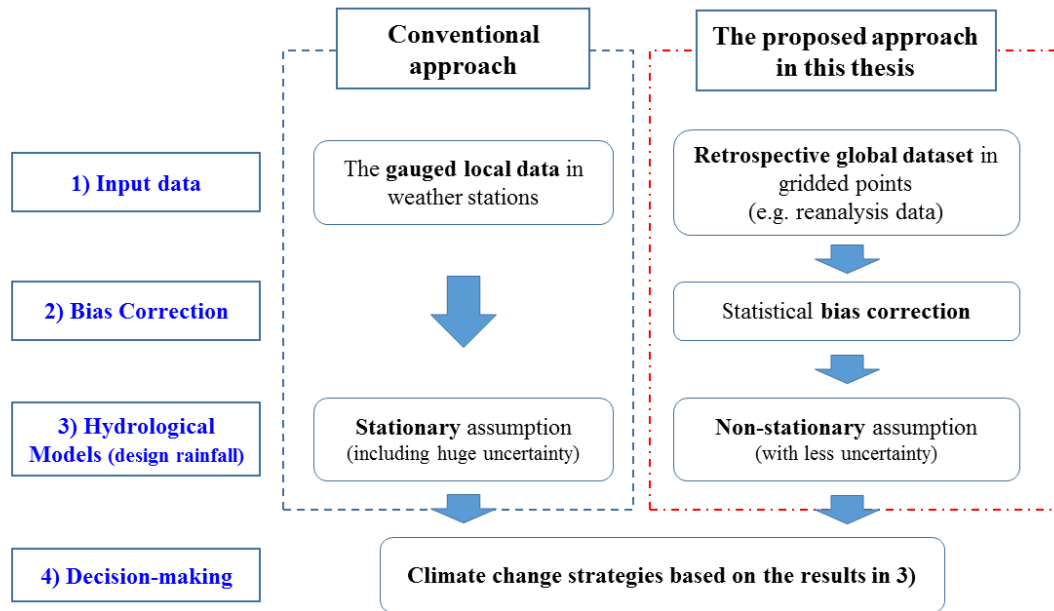 Conventional
approach
The proposed approach
in this thesis
1) Input data
The gauged local data in
weather stations
Retrospective global dataset in
gridded points
(e.g. reanalysis data)
2) Bias Correction
Statistical bias correction
3) Hydrological
Models (design rainfall)
Stationary assumption
(including huge uncertainty)
Non-stationary assumption
(with less uncertainty)
4) Decision-making
Climate change strategies based on the results in 3)